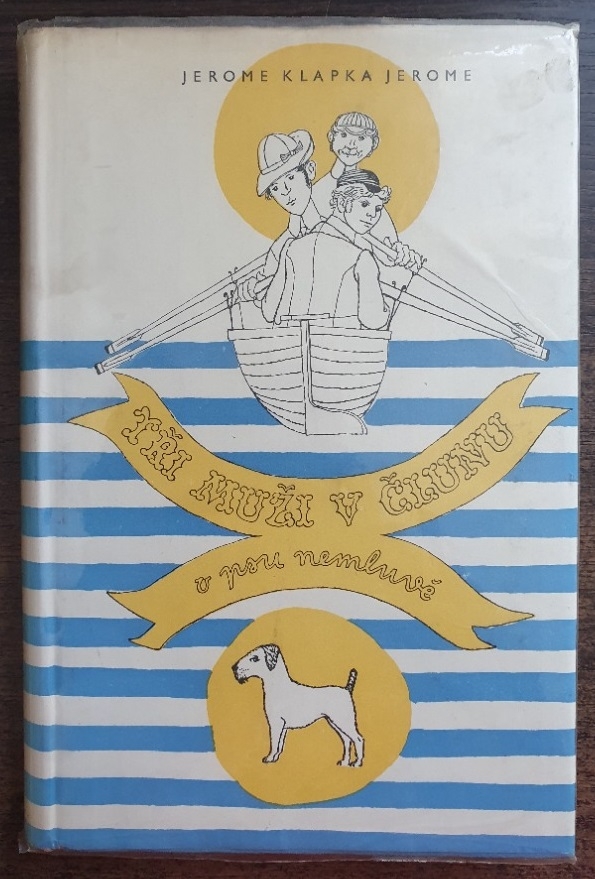 JEROME KLAPKA JEROME
TŘI MUŽI V ČLUNU
o psu nemluvě